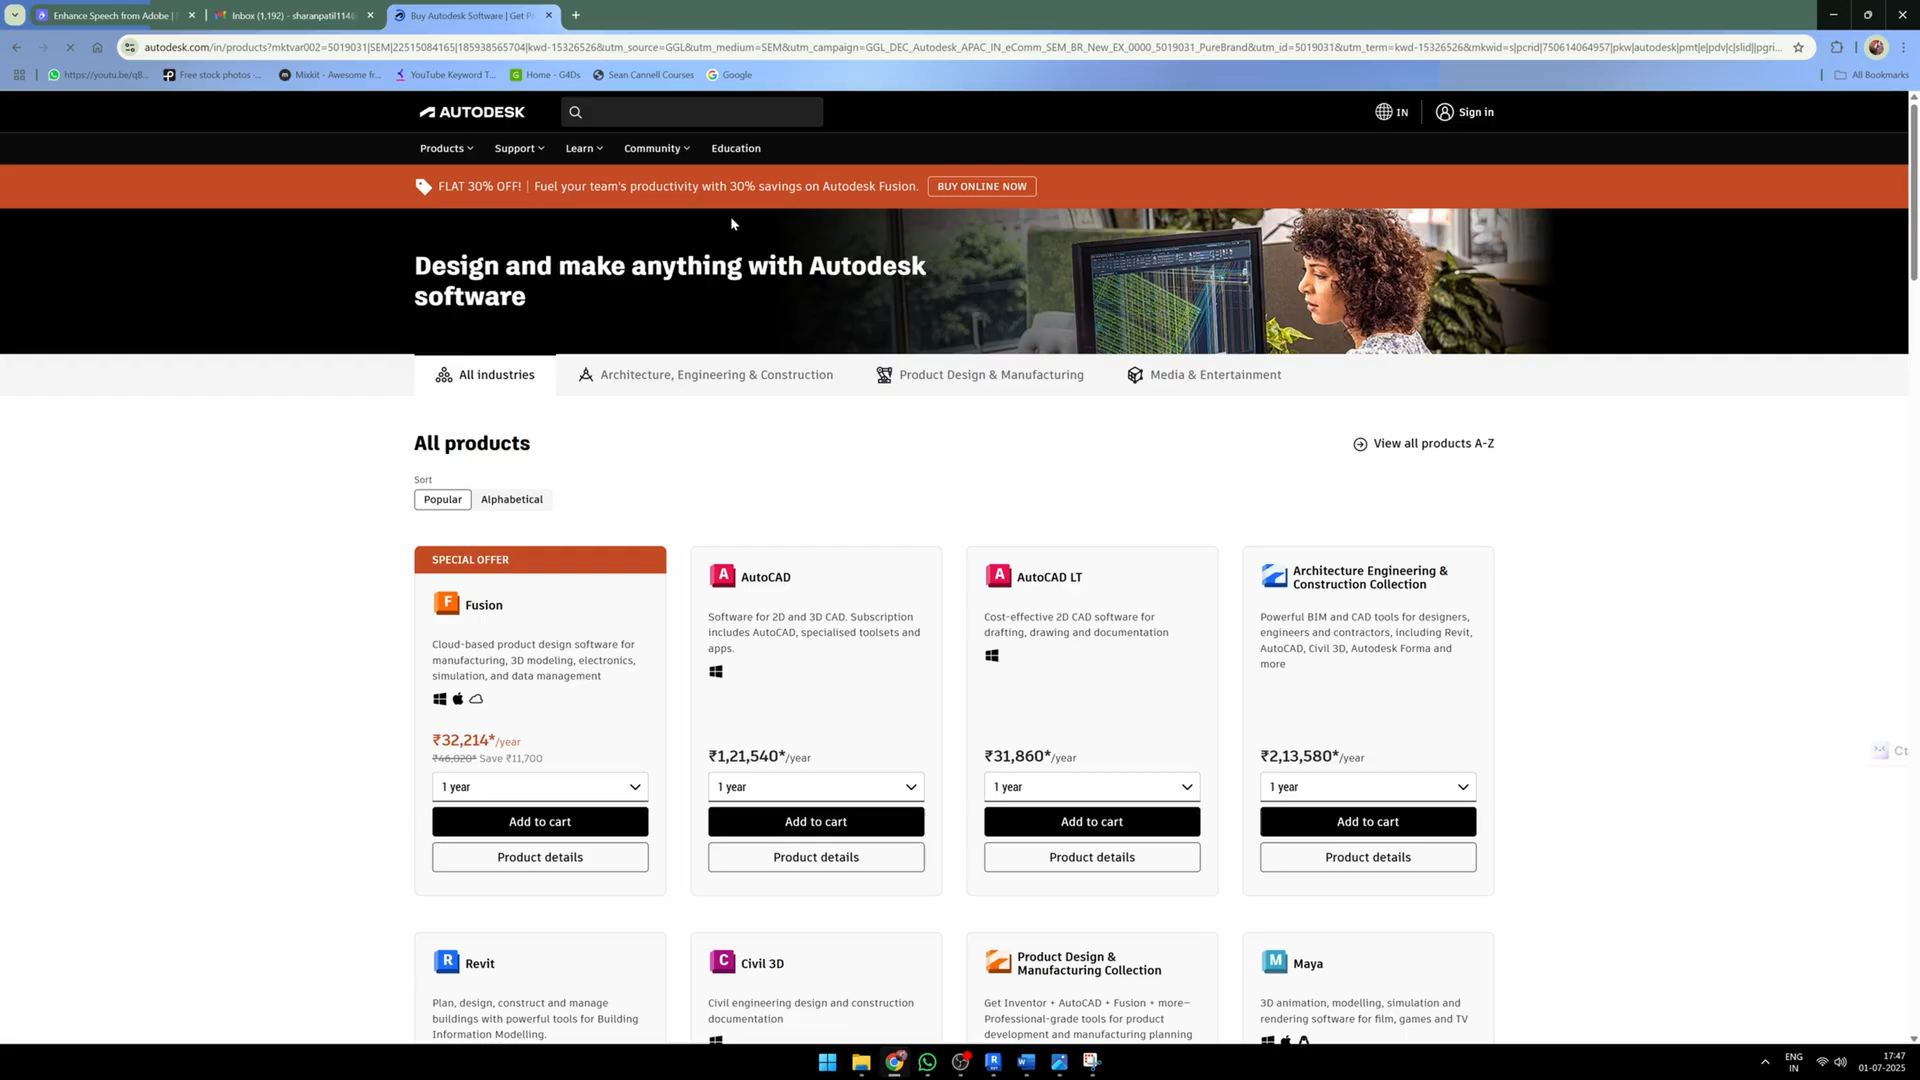 Enhance Speech from Adobe |
Inbox (1,192) - sharanpatil114@
Buy Autodesk Software | Get P
autodesk.com/in/products?mktvar002=5019031|SEM|22515084165|185938565704|kwd-15326526&utm_source=GGL&utm_medium=SEM&utm_campaign=GGL_DEC_Autodesk_APAC_IN_eComm_SEM_BR_New_EX_0000_5019031_PureBrand&utm_id=5019031&utm_term=kwd-15326526&mkwid=s|pcrid|750614064957|pkw|autodesk|pmt|e|pdv|c|slid||pgri...
https://youtu.be/q8...
Free stock photos -...
Mixkit - Awesome fr...
YouTube Keyword T...
Home - G4Ds
Sean Cannell Courses
Google
All Bookmarks
AUTODESK
IN
Sign in
Products
Support
Learn
Community
Education
FLAT 30% OFF! | Fuel your team's productivity with 30% savings on Autodesk Fusion.
BUY ONLINE NOW
Design and make anything with Autodesk
software
All industries
Architecture, Engineering & Construction
Product Design & Manufacturing
Media & Entertainment
All products
View all products A-Z
Sort
Popular
Alphabetical
SPECIAL OFFER
F Fusion
Cloud-based product design software for
manufacturing, 3D modeling, electronics,
simulation, and data management
₹32,214*/year
₹46,020* Save ₹11,700
1 year
Add to cart
Product details
A AutoCAD
Software for 2D and 3D CAD. Subscription
includes AutoCAD, specialised toolsets and
apps.
₹1,21,540*/year
1 year
Add to cart
Product details
A AutoCAD LT
Cost-effective 2D CAD software for
drafting, drawing and documentation
₹31,860*/year
1 year
Add to cart
Product details
Architecture Engineering &
Construction Collection
Powerful BIM and CAD tools for designers,
engineers and contractors, including Revit,
AutoCAD, Civil 3D, Autodesk Forma and
more
₹2,13,580*/year
1 year
Add to cart
Product details
Ct
R Revit
Plan, design, construct and manage
buildings with powerful tools for Building
Information Modelling.
C Civil 3D
Civil engineering design and construction
documentation
Product Design &
Manufacturing Collection
Get Inventor + AutoCAD + Fusion + more—
Professional-grade tools for product
development and manufacturing planning
M Maya
3D animation, modelling, simulation and
rendering software for film, games and TV
ENG
IN
17:47
01-07-2025